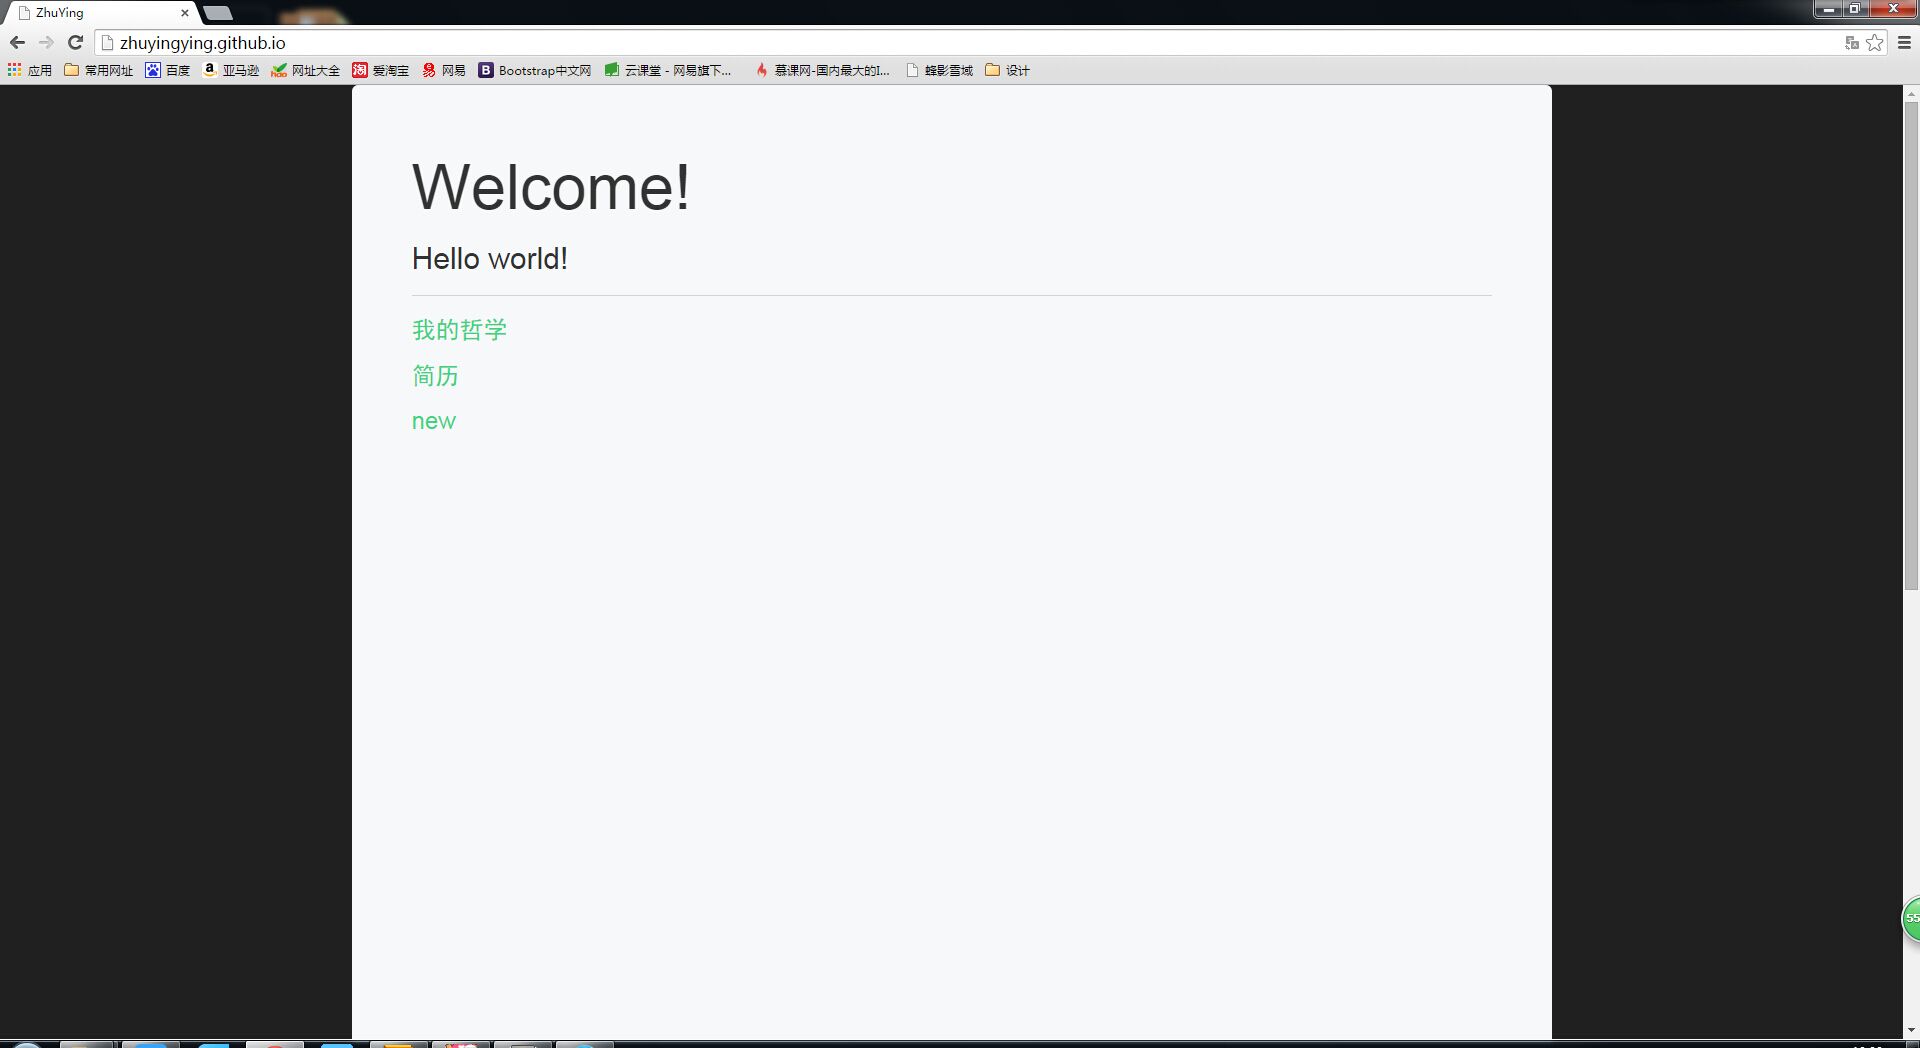 ZhuYing
zhuyingying.github.io
应用 常用网址 百度 亚马逊 网址大全 爱淘宝 网易 Bootstrap中文网 云课堂 - 网易旗下... 慕课网-国内最大的I... 蜂影雪域 设计
Welcome!
Hello world!
我的哲学
简历
new
55